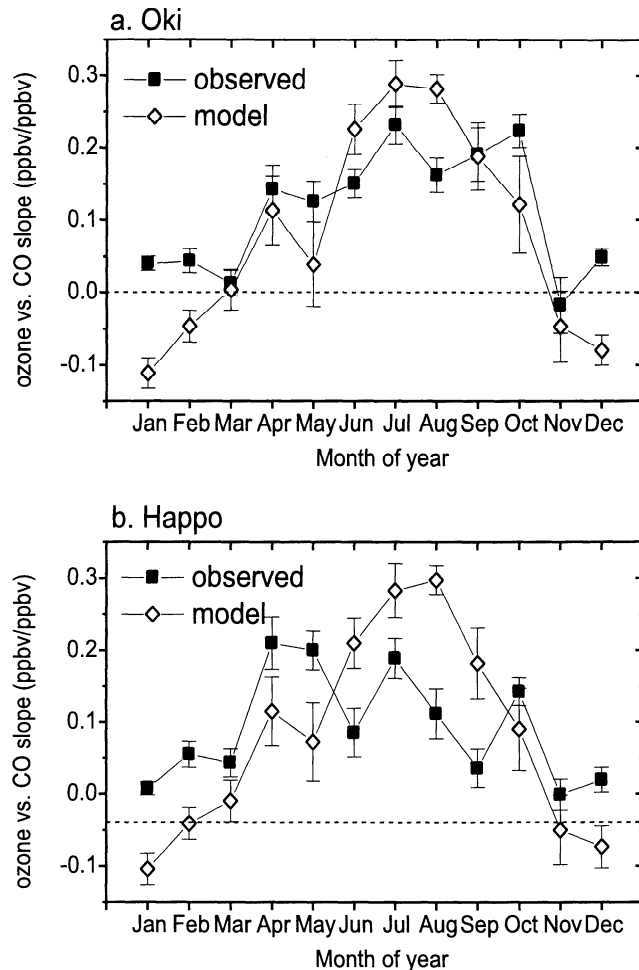 a. Oki
ozone vs. CO slope (ppbv/ppbv)
0.3
0.2
0.1
0.0
-0.1
observed
model
Jan Feb Mar Apr May Jun Jul Aug Sep Oct Nov Dec
Month of year
b. Happo
ozone vs. CO slope (ppbv/ppbv)
0.3
0.2
0.1
0.0
-0.1
observed
model
Jan Feb Mar Apr May Jun Jul Aug Sep Oct Nov Dec
Month of year